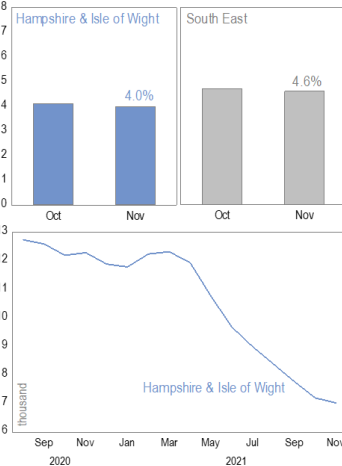 8
Hampshire & Isle of Wight
South East
7
6
5
4.0%
4.6%
4
3
2
1
0
Oct
Nov
Oct
Nov
3
2
1
0
9
8
Hampshire & Isle of Wight
7
thousand
6
Sep
Nov
Jan
Mar
May
Jul
Sep
Nov
2020
2021